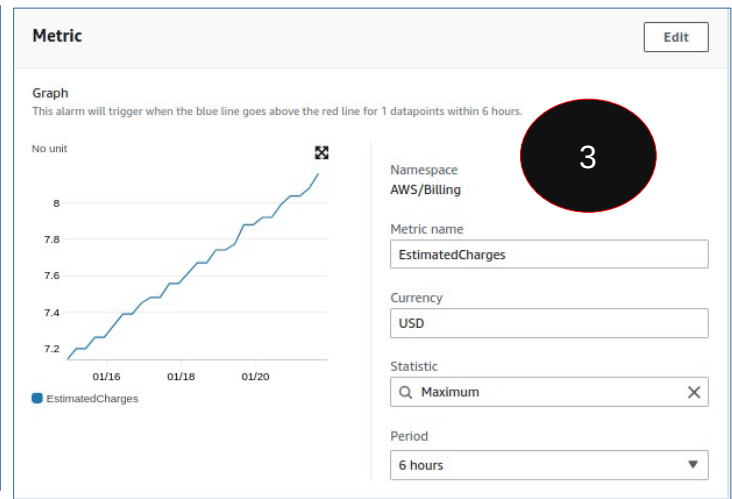 Metric
Edit
Graph
This alarm will trigger when the blue line goes above the red line for 1 datapoints within 6 hours.
No unit
8
7.8
7.6
7.4
7.2
01/16 01/18 01/20
EstimatedCharges
3
Namespace
AWS/Billing
Metric name
EstimatedCharges
Currency
USD
Statistic
Maximum
Period
6 hours